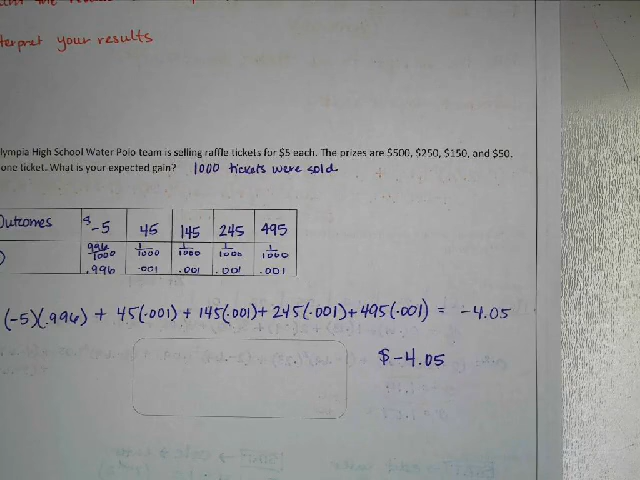 terpret your results
lympia High School Water Polo team is selling raffle tickets for $5 each. The prizes are $500, $250, $150, and $50.
one ticket. What is your expected gain? 1000 tickets were sold
Outcomes $-5 45 145 245 495
996/1000 1/1000 1/1000 1/1000 1/1000
.996 .001 .001 .001 .001
(-5)(.996) + 45(.001) + 145(.001) + 245(.001) + 495(.001) = -4.05
$-4.05